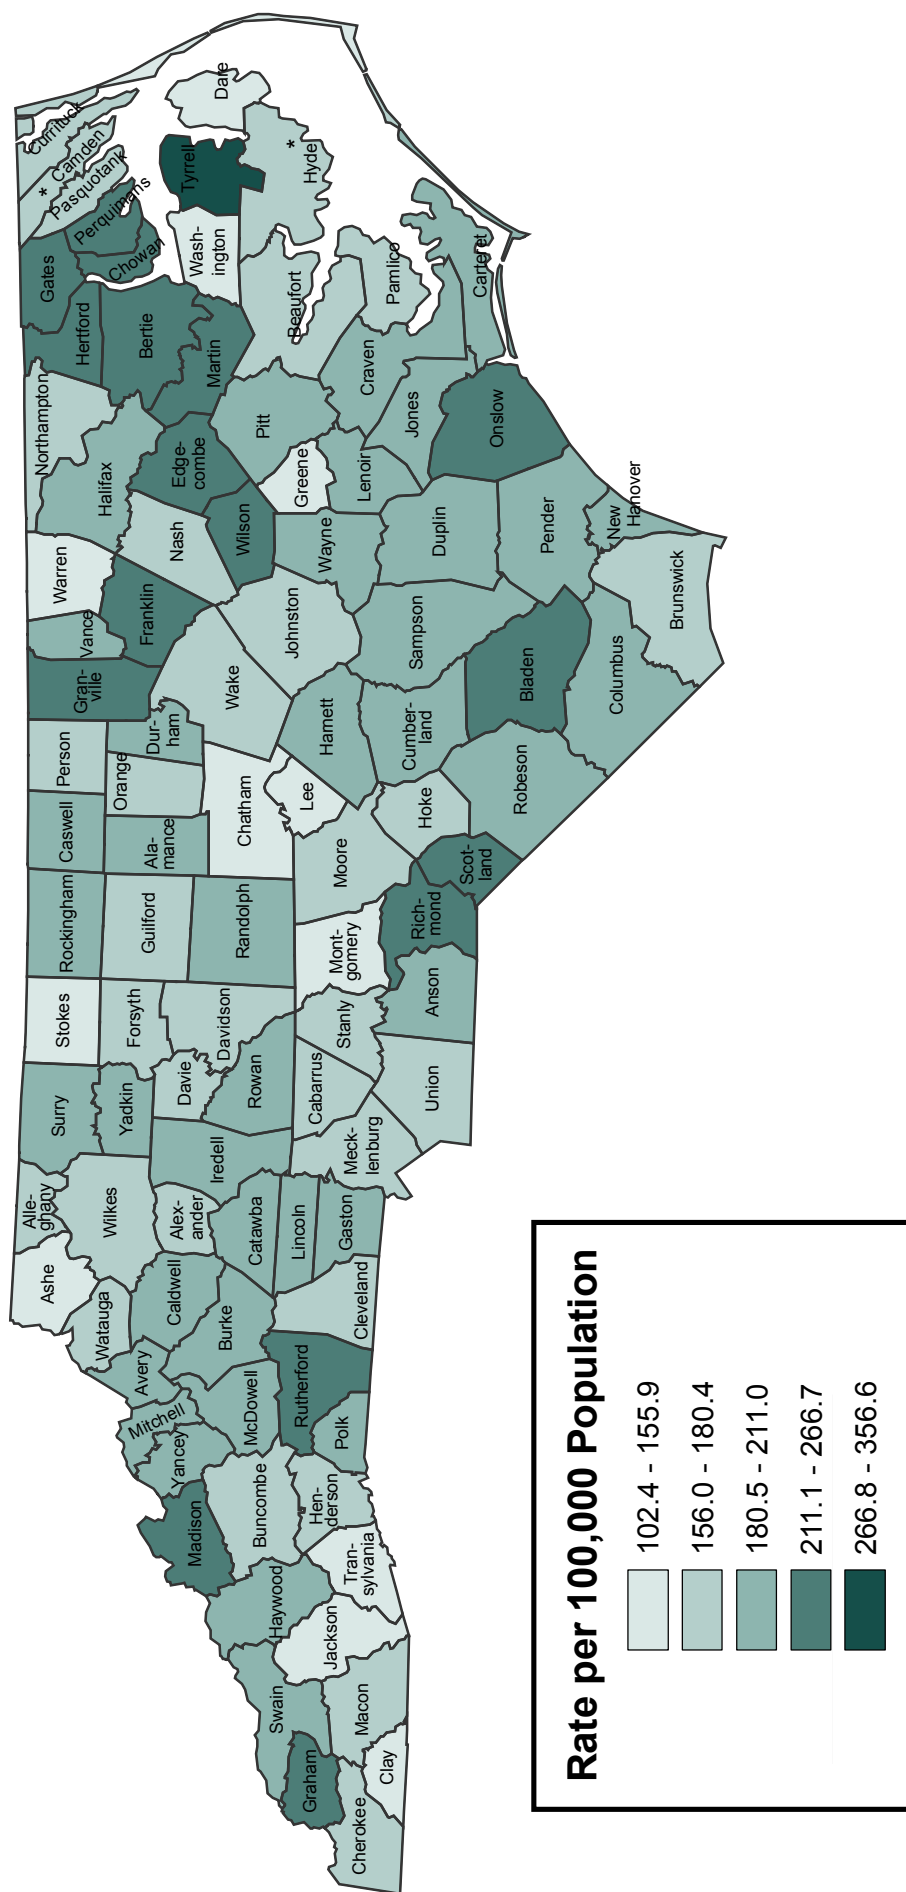 Cherokee
Graham
Clay
Macon
Swain
Jackson
Haywood
Tran-
sylvania
Madison
Buncombe
Hen-
derson
Yancey
Mitchell
McDowell
Rutherford
Polk
Avery
Burke
Cleveland
Watauga
Caldwell
Ashe
Alle-
ghany
Wilkes
Alex-
ander
Catawba
Lincoln
Gaston
Surry
Yadkin
Iredell
Meck-
lenburg
Davie
Rowan
Cabarrus
Union
Stokes
Forsyth
Davidson
Stanly
Anson
Rockingham
Guilford
Randolph
Mont-
gomery
Rich-
mond
Caswell
Ala-
mance
Chatham
Moore
Scot-
land
Person
Orange
Dur-
ham
Lee
Hoke
Robeson
Gran-
ville
Wake
Harnett
Cumber-
land
Bladen
Columbus
Vance
Franklin
Johnston
Sampson
Brunswick
Warren
Nash
Wilson
Wayne
Duplin
Pender
New
Hanover
Northampton
Halifax
Edge-
combe
Greene
Lenoir
Jones
Onslow
Hertford
Bertie
Martin
Pitt
Craven
Gates
Chowan
Perquimans
Pasquotank
*
Camden
Currituck
Wash-
ington
Tyrrell
Dare
Beaufort
Hyde
*
Pamlico
Carteret
Rate per 100,000 Population
102.4 - 155.9
156.0 - 180.4
180.5 - 211.0
211.1 - 266.7
266.8 - 356.6